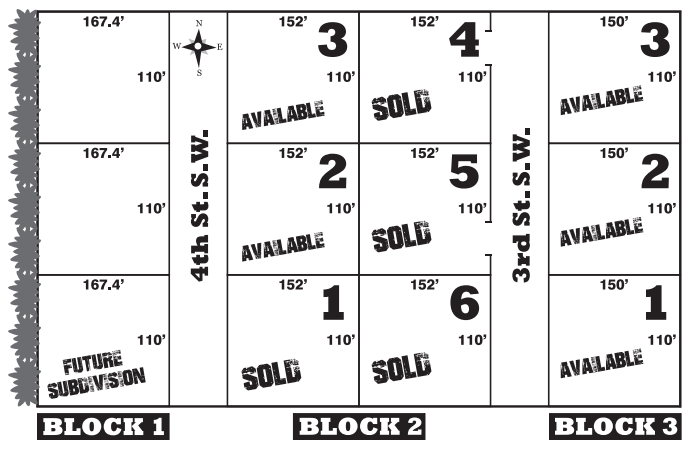 167.4’
110’
167.4’
110’
167.4’
110’
FUTURE
SUBDIVISION
BLOCK 1
N
W E
S
4th St. S.W.
152’
3
110’
AVAILABLE
152’
4
110’
SOLD
152’
2
110’
AVAILABLE
152’
5
110’
SOLD
152’
1
110’
SOLD
152’
6
110’
SOLD
BLOCK 2
3rd St. S.W.
150’
3
110’
AVAILABLE
150’
2
110’
AVAILABLE
150’
1
110’
AVAILABLE
BLOCK 3